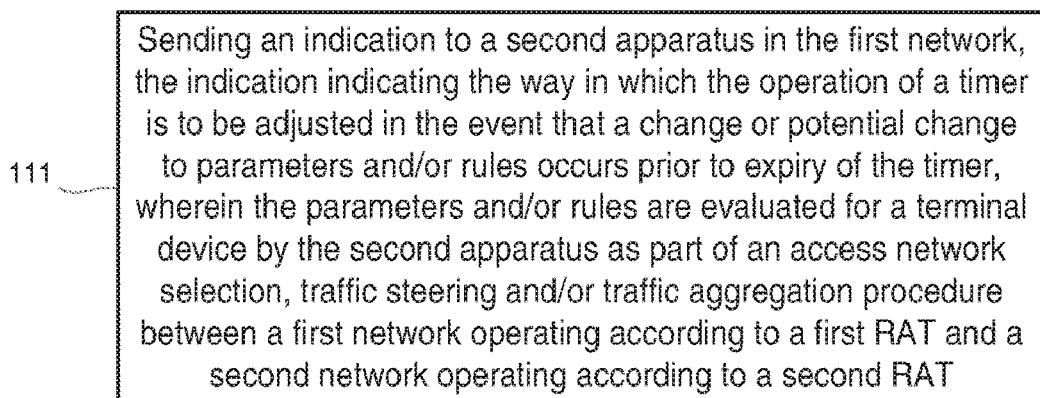 Sending an indication to a second apparatus in the first network,
the indication indicating the way in which the operation of a timer
is to be adjusted in the event that a change or potential change
to parameters and/or rules occurs prior to expiry of the timer,
wherein the parameters and/or rules are evaluated for a terminal
device by the second apparatus as part of an access network
selection, traffic steering and/or traffic aggregation procedure
between a first network operating according to a first RAT and a
second network operating according to a second RAT
111